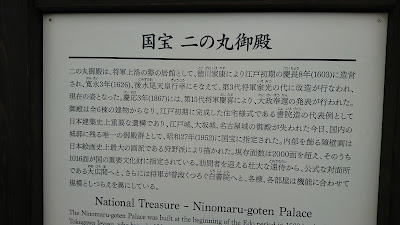 国宝 二の丸御殿
二の丸御殿は、将軍上洛の際の居館として、徳川家康により江戸初期の慶長8年(1603)に造営
され、寛永3年(1626)、後水尾天皇行幸にそなえて、第3代将軍家光の代に改造が行なわれ、
現在の姿となった。慶応3年(1867)には、第15代将軍慶喜により、大政奉還の発表が行われた。
御殿は全6棟の建物からなり、江戸初期に完成した住宅様式である書院造の代表例として
日本建築史上重要な遺構であり、江戸城、大坂城、名古屋城の御殿が失われた今日、国内の
城郭に残る唯一の御殿群として、昭和27年(1952)に国宝に指定された。内部を飾る障壁画は
日本絵画史上最大の画派である狩野派により描かれた。現存面数は2000面を超え、そのうち
1016面が国の重要文化財に指定されている。訪問者を迎える壮大な遠侍から、公式な対面所
である大広間へと、さらには将軍が普段くつろぐ白書院へと、各棟、各部屋は機能に合わせて
規模としつらえを異にしている。
National Treasure – Ninomaru-goten Palace
The Ninomaru-goten Palace was built at the beginning of the Edo period in